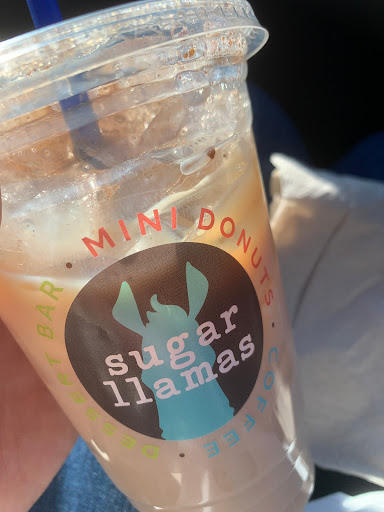 MINI DONUTS • COFFEE • DESSERT BAR •
sugar
llamas